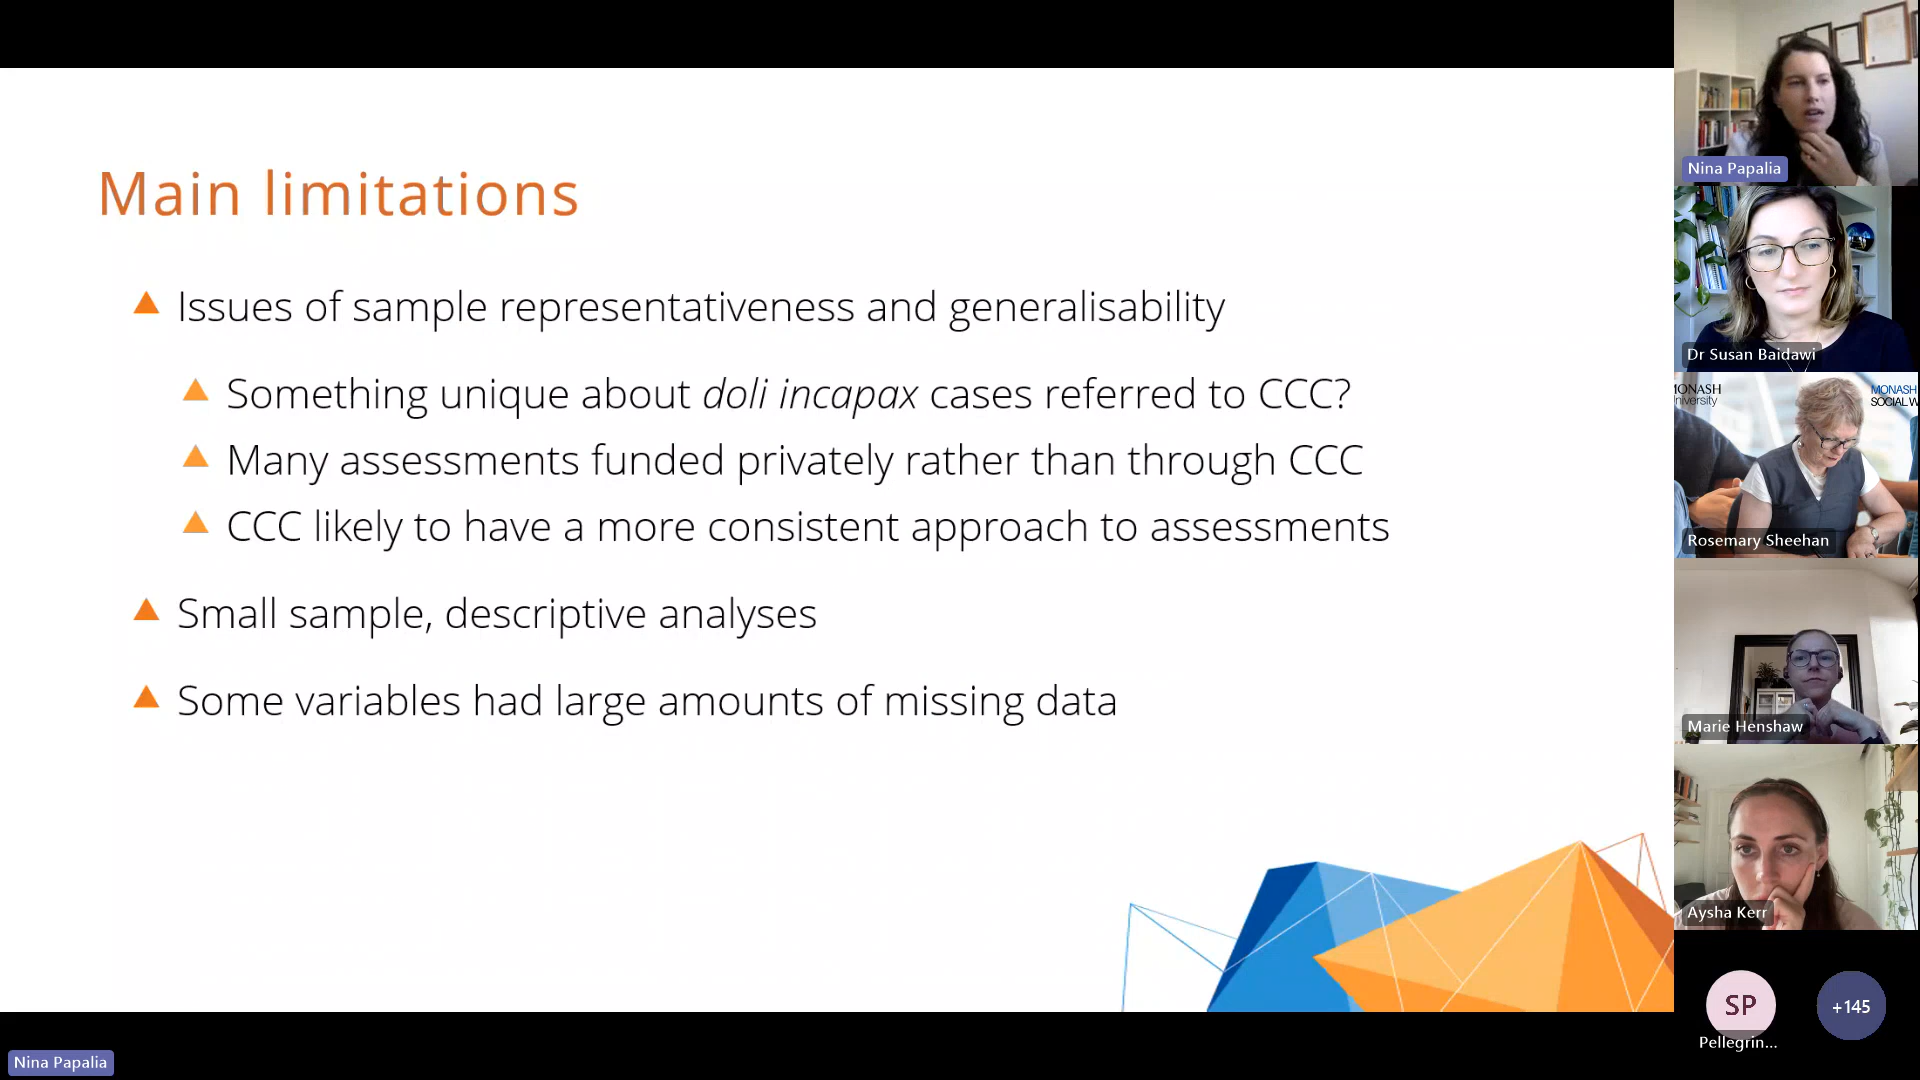 Main limitations
Issues of sample representativeness and generalisability
Something unique about doli incapax cases referred to CCC?
Many assessments funded privately rather than through CCC
CCC likely to have a more consistent approach to assessments
Small sample, descriptive analyses
Some variables had large amounts of missing data
Nina Papalia
Nina Papalia
Dr Susan Baidawi
MONASH
SOCIAL W
Rosemary Sheehan
Marie Henshaw
Aysha Kerr
SP
+145
Pellegrin...